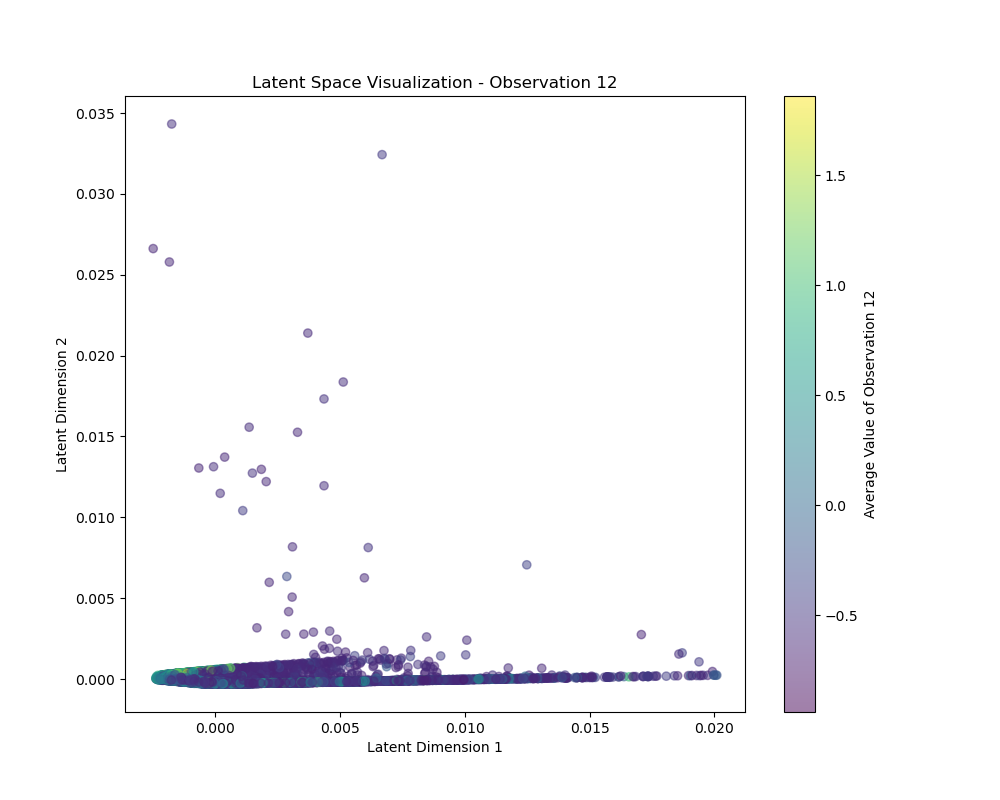 Latent Space Visualization - Observation 12
0.035
0.030
0.025
0.020
0.015
0.010
0.005
0.000
Latent Dimension 2
0.000 0.005 0.010 0.015 0.020
Latent Dimension 1
1.5
1.0
0.5
0.0
−0.5
Average Value of Observation 12